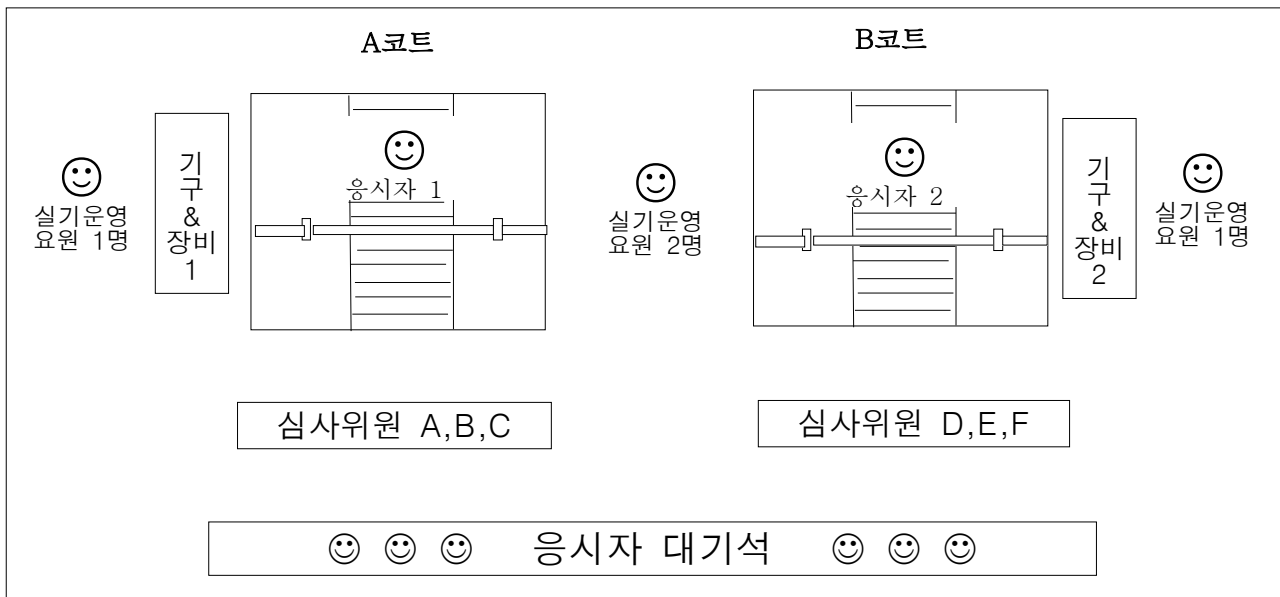 A코트
B코트
실기운영
요원 1명
기
구
&
장비
1
응시자 1
실기운영
요원 2명
응시자 2
기
구
&
장비
2
실기운영
요원 1명
심사위원 A,B,C
심사위원 D,E,F
응시자 대기석